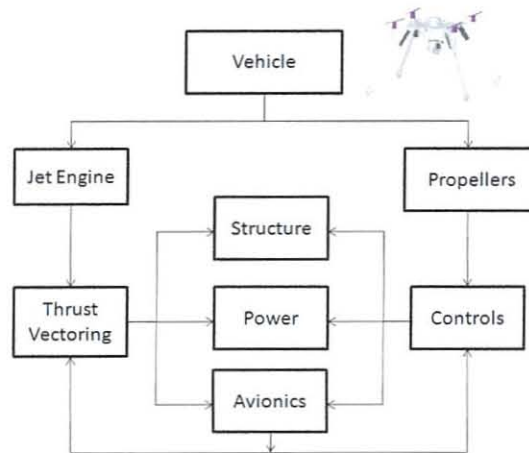 Vehicle
Jet Engine
Propellers
Structure
Thrust
Vectoring
Power
Controls
Avionics